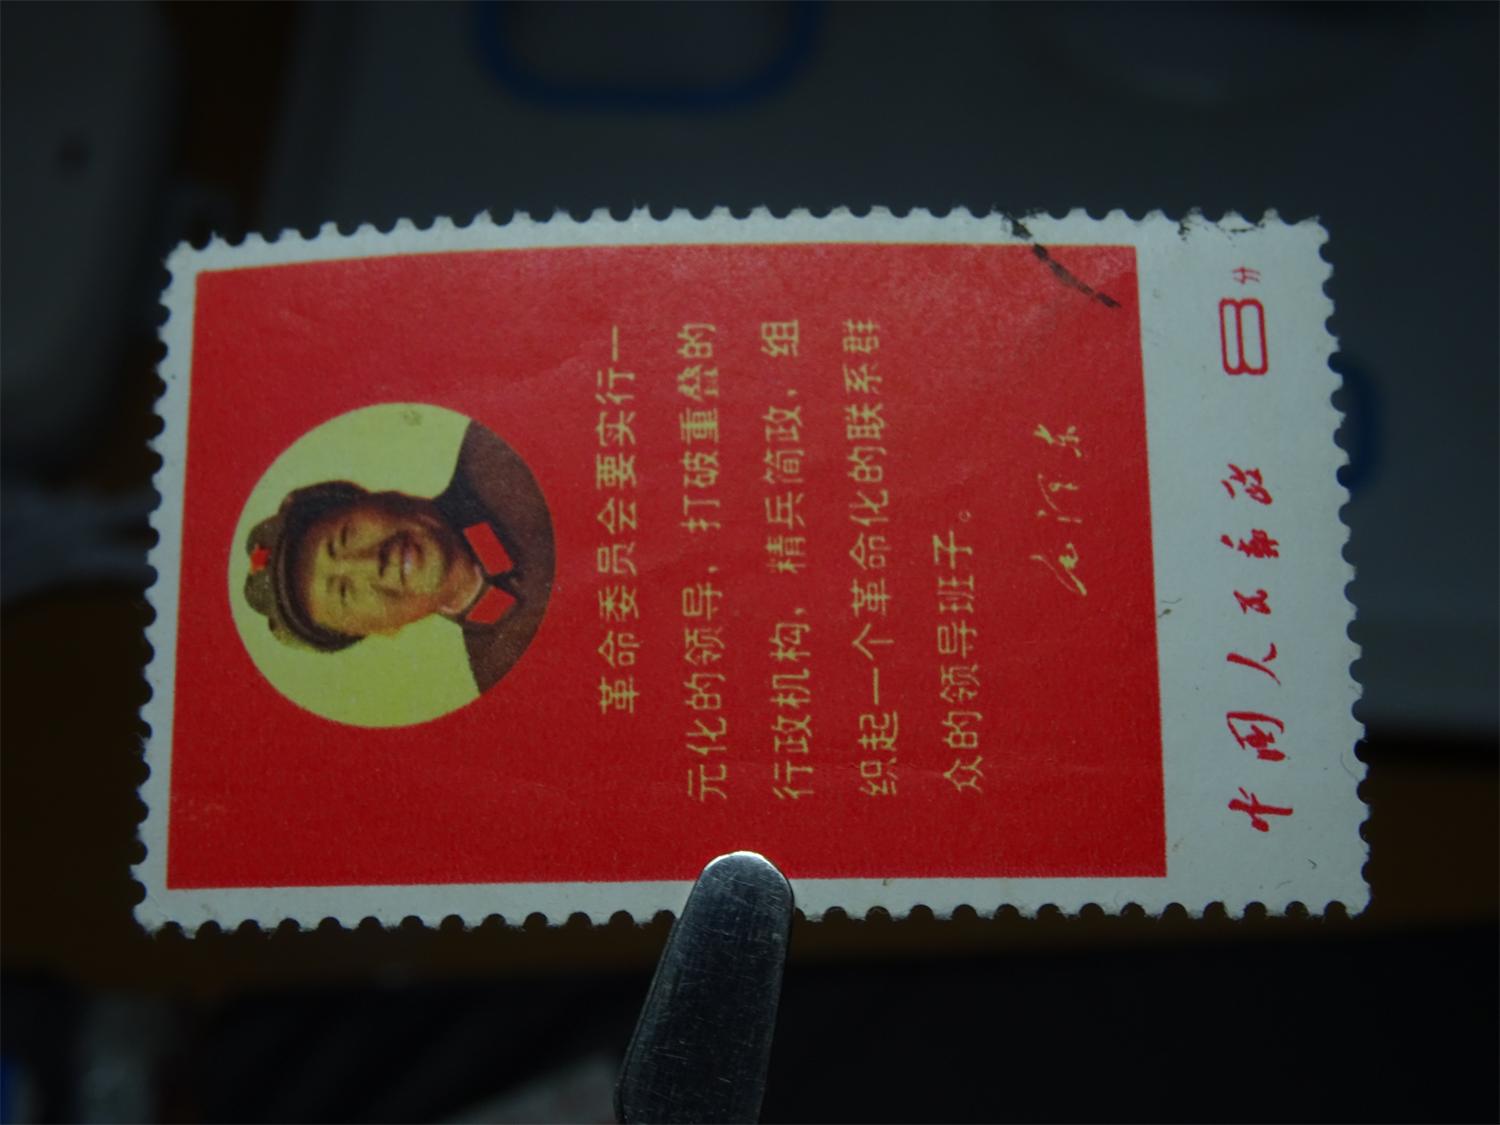 革命委员会要实行一
元化的领导，打破重叠的
行政机构，精兵简政，组
织起一个革命化的联系群
众的领导班子。
毛泽东
中国人民邮政
8分